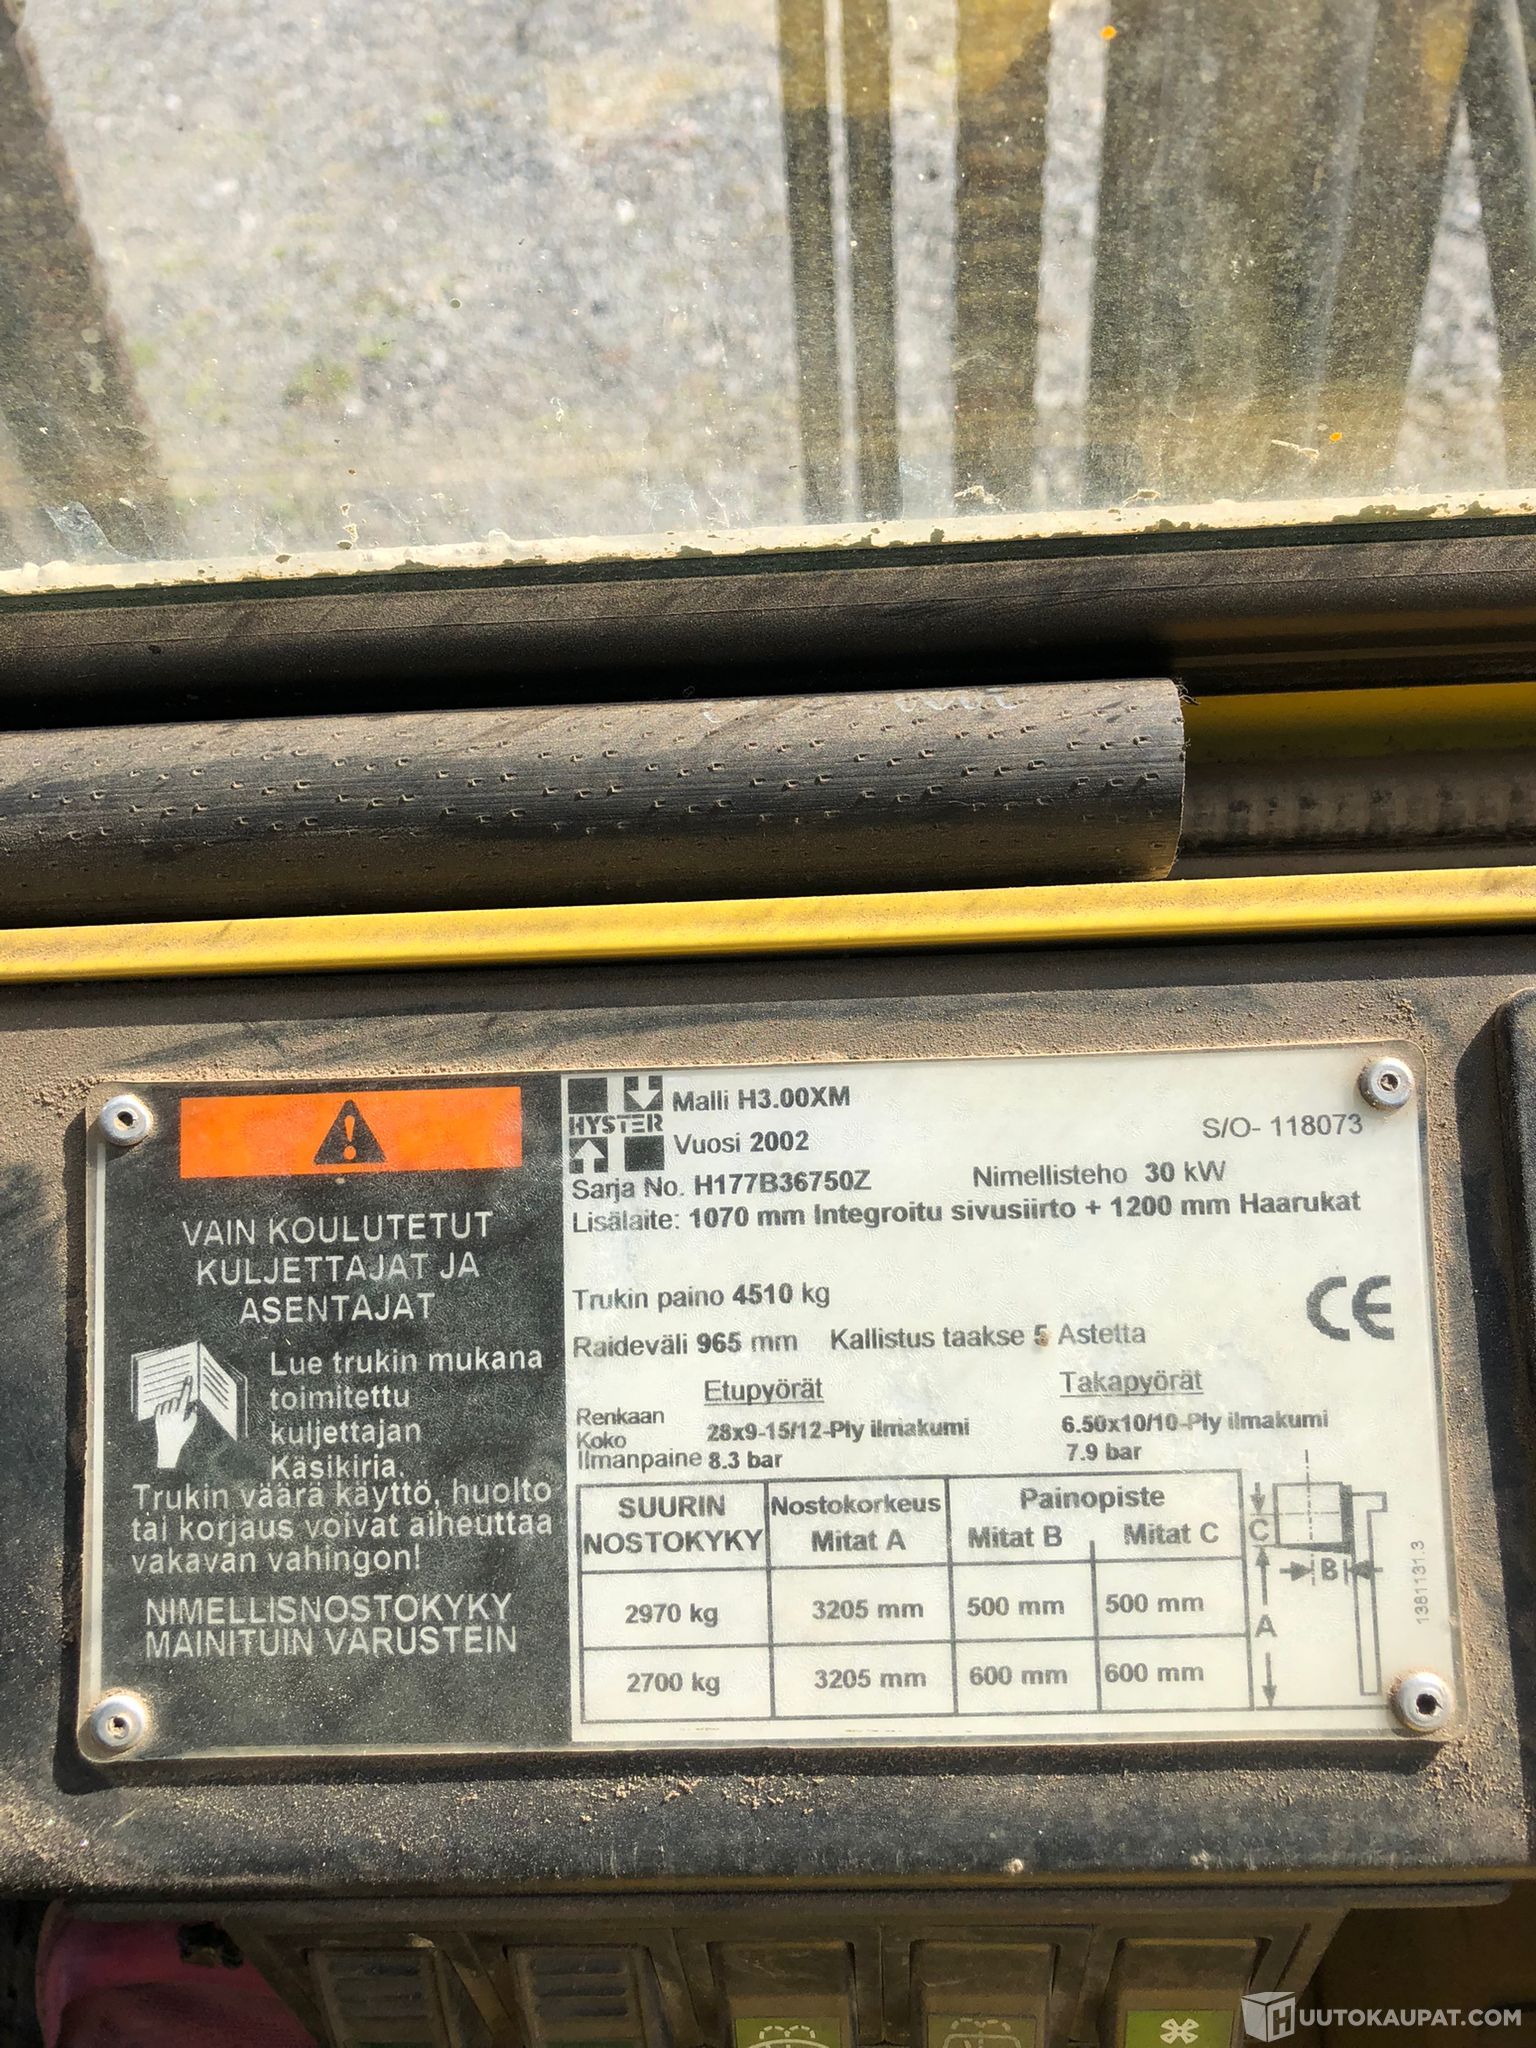 VAIN KOULUTETUT
KULJETTAJAT JA
ASENTAJAT
Lue trukin mukana
toimitettu
kuljettajan
Käsikirja.
Trukin väärä käyttö, huolto
tai korjaus voivat aiheuttaa
vakavan vahingon!
NIMELLISNOSTOKYKY
MAINITUIN VARUSTEIN
HYSTER
Malli H3.00XM
Vuosi 2002
S/O- 118073
Sarja No. H177B36750Z Nimellisteho 30 kW
Lisälaite: 1070 mm Integroitu sivusiirto + 1200 mm Haarukat
Trukin paino 4510 kg
CE
Raideväli 965 mm Kallistus taakse 5 Astetta
Etupyörät Takapyörät
Renkaan
Koko 28x9-15/12-Ply ilmakumi 6.50x10/10-Ply ilmakumi
Ilmanpaine 8.3 bar 7.9 bar
SUURIN NOSTOKYKY Nostokorkeus Mitat A Painopiste Mitat B Mitat C
2970 kg 3205 mm 500 mm 500 mm
2700 kg 3205 mm 600 mm 600 mm
C
B
A
1381131.3
HUUTOKAUPAT.COM